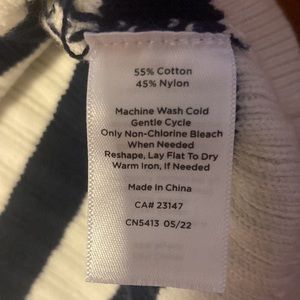 55% Cotton
45% Nylon
Machine Wash Cold
Gentle Cycle
Only Non-Chlorine Bleach
When Needed
Reshape, Lay Flat To Dry
Warm Iron, If Needed
Made in China
CA# 23147
CN5413 05/22